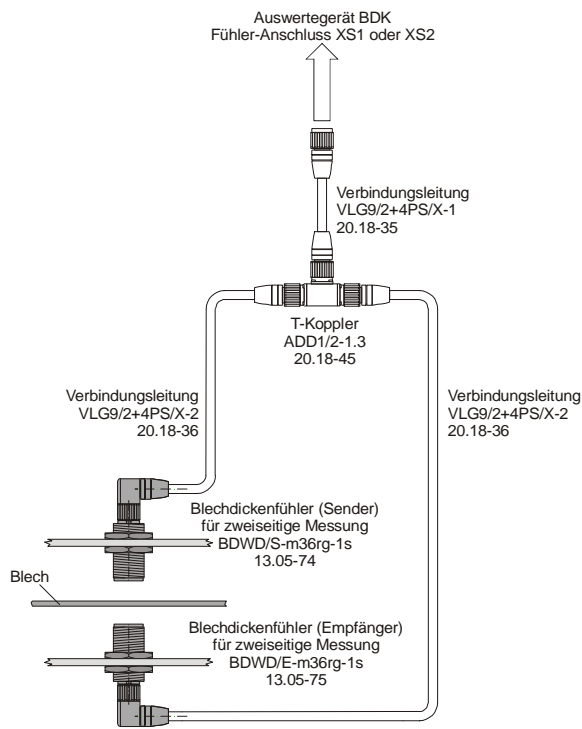 Auswertegerät BDK
Fühler-Anschluss XS1 oder XS2
Verbindungsleitung
VLG9/2+4PS/X-1
20.18-35
T-Koppler
ADD1/2-1.3
20.18-45
Verbindungsleitung
VLG9/2+4PS/X-2
20.18-36
Verbindungsleitung
VLG9/2+4PS/X-2
20.18-36
Blechdickenfühler (Sender)
für zweiseitige Messung
BDWD/S-m36rg-1s
13.05-74
Blech
Blechdickenfühler (Empfänger)
für zweiseitige Messung
BDWD/E-m36rg-1s
13.05-75